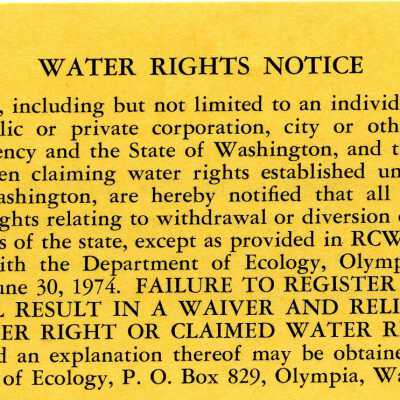 WATER RIGHTS NOTICE
, including but not limited to an individ
lic or private corporation, city or oth
ency and the State of Washington, and t
en claiming water rights established un
ashington, are hereby notified that all
ghts relating to withdrawal or diversion o
s of the state, except as provided in RCW
ith the Department of Ecology, Olymp
une 30, 1974. FAILURE TO REGISTER
L RESULT IN A WAIVER AND RELI
ER RIGHT OR CLAIMED WATER RI
d an explanation thereof may be obtaine
of Ecology, P. O. Box 829, Olympia, Wa